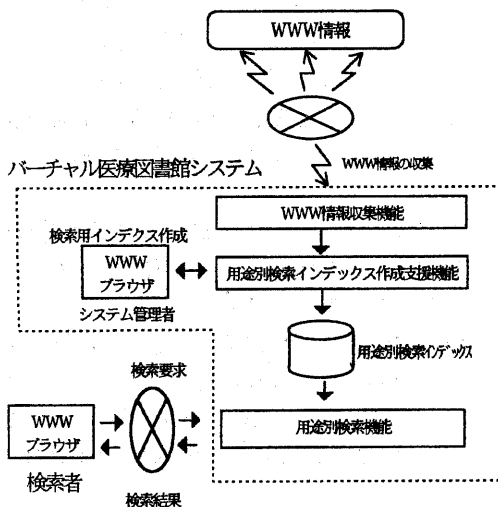 WWW情報
WWW情報の収集
バーチャル医療図書館システム
WWW情報収集機能
検索用インデクス作成
WWW
ブラウザ
システム管理者
用途別検索インデックス作成支援機能
用途別検索インデックス
検索要求
WWW
ブラウザ
検索者
検索結果
用途別検索機能